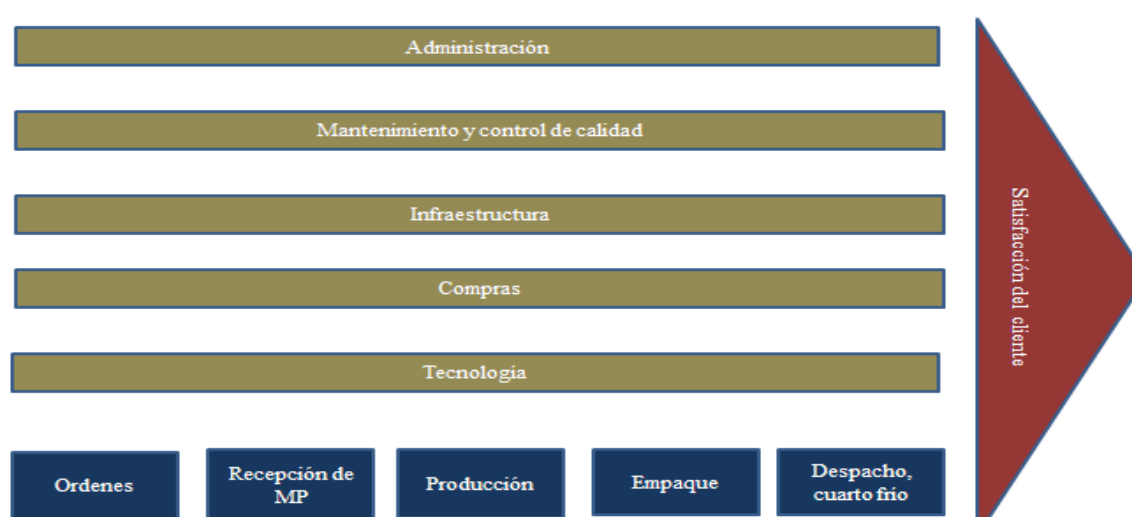 Administración
Mantenimiento y control de calidad
Infraestructura
Compras
Tecnología
Satisfacción del cliente
Ordenes
Recepción de
MP
Producción
Empaque
Despacho,
cuarto frío